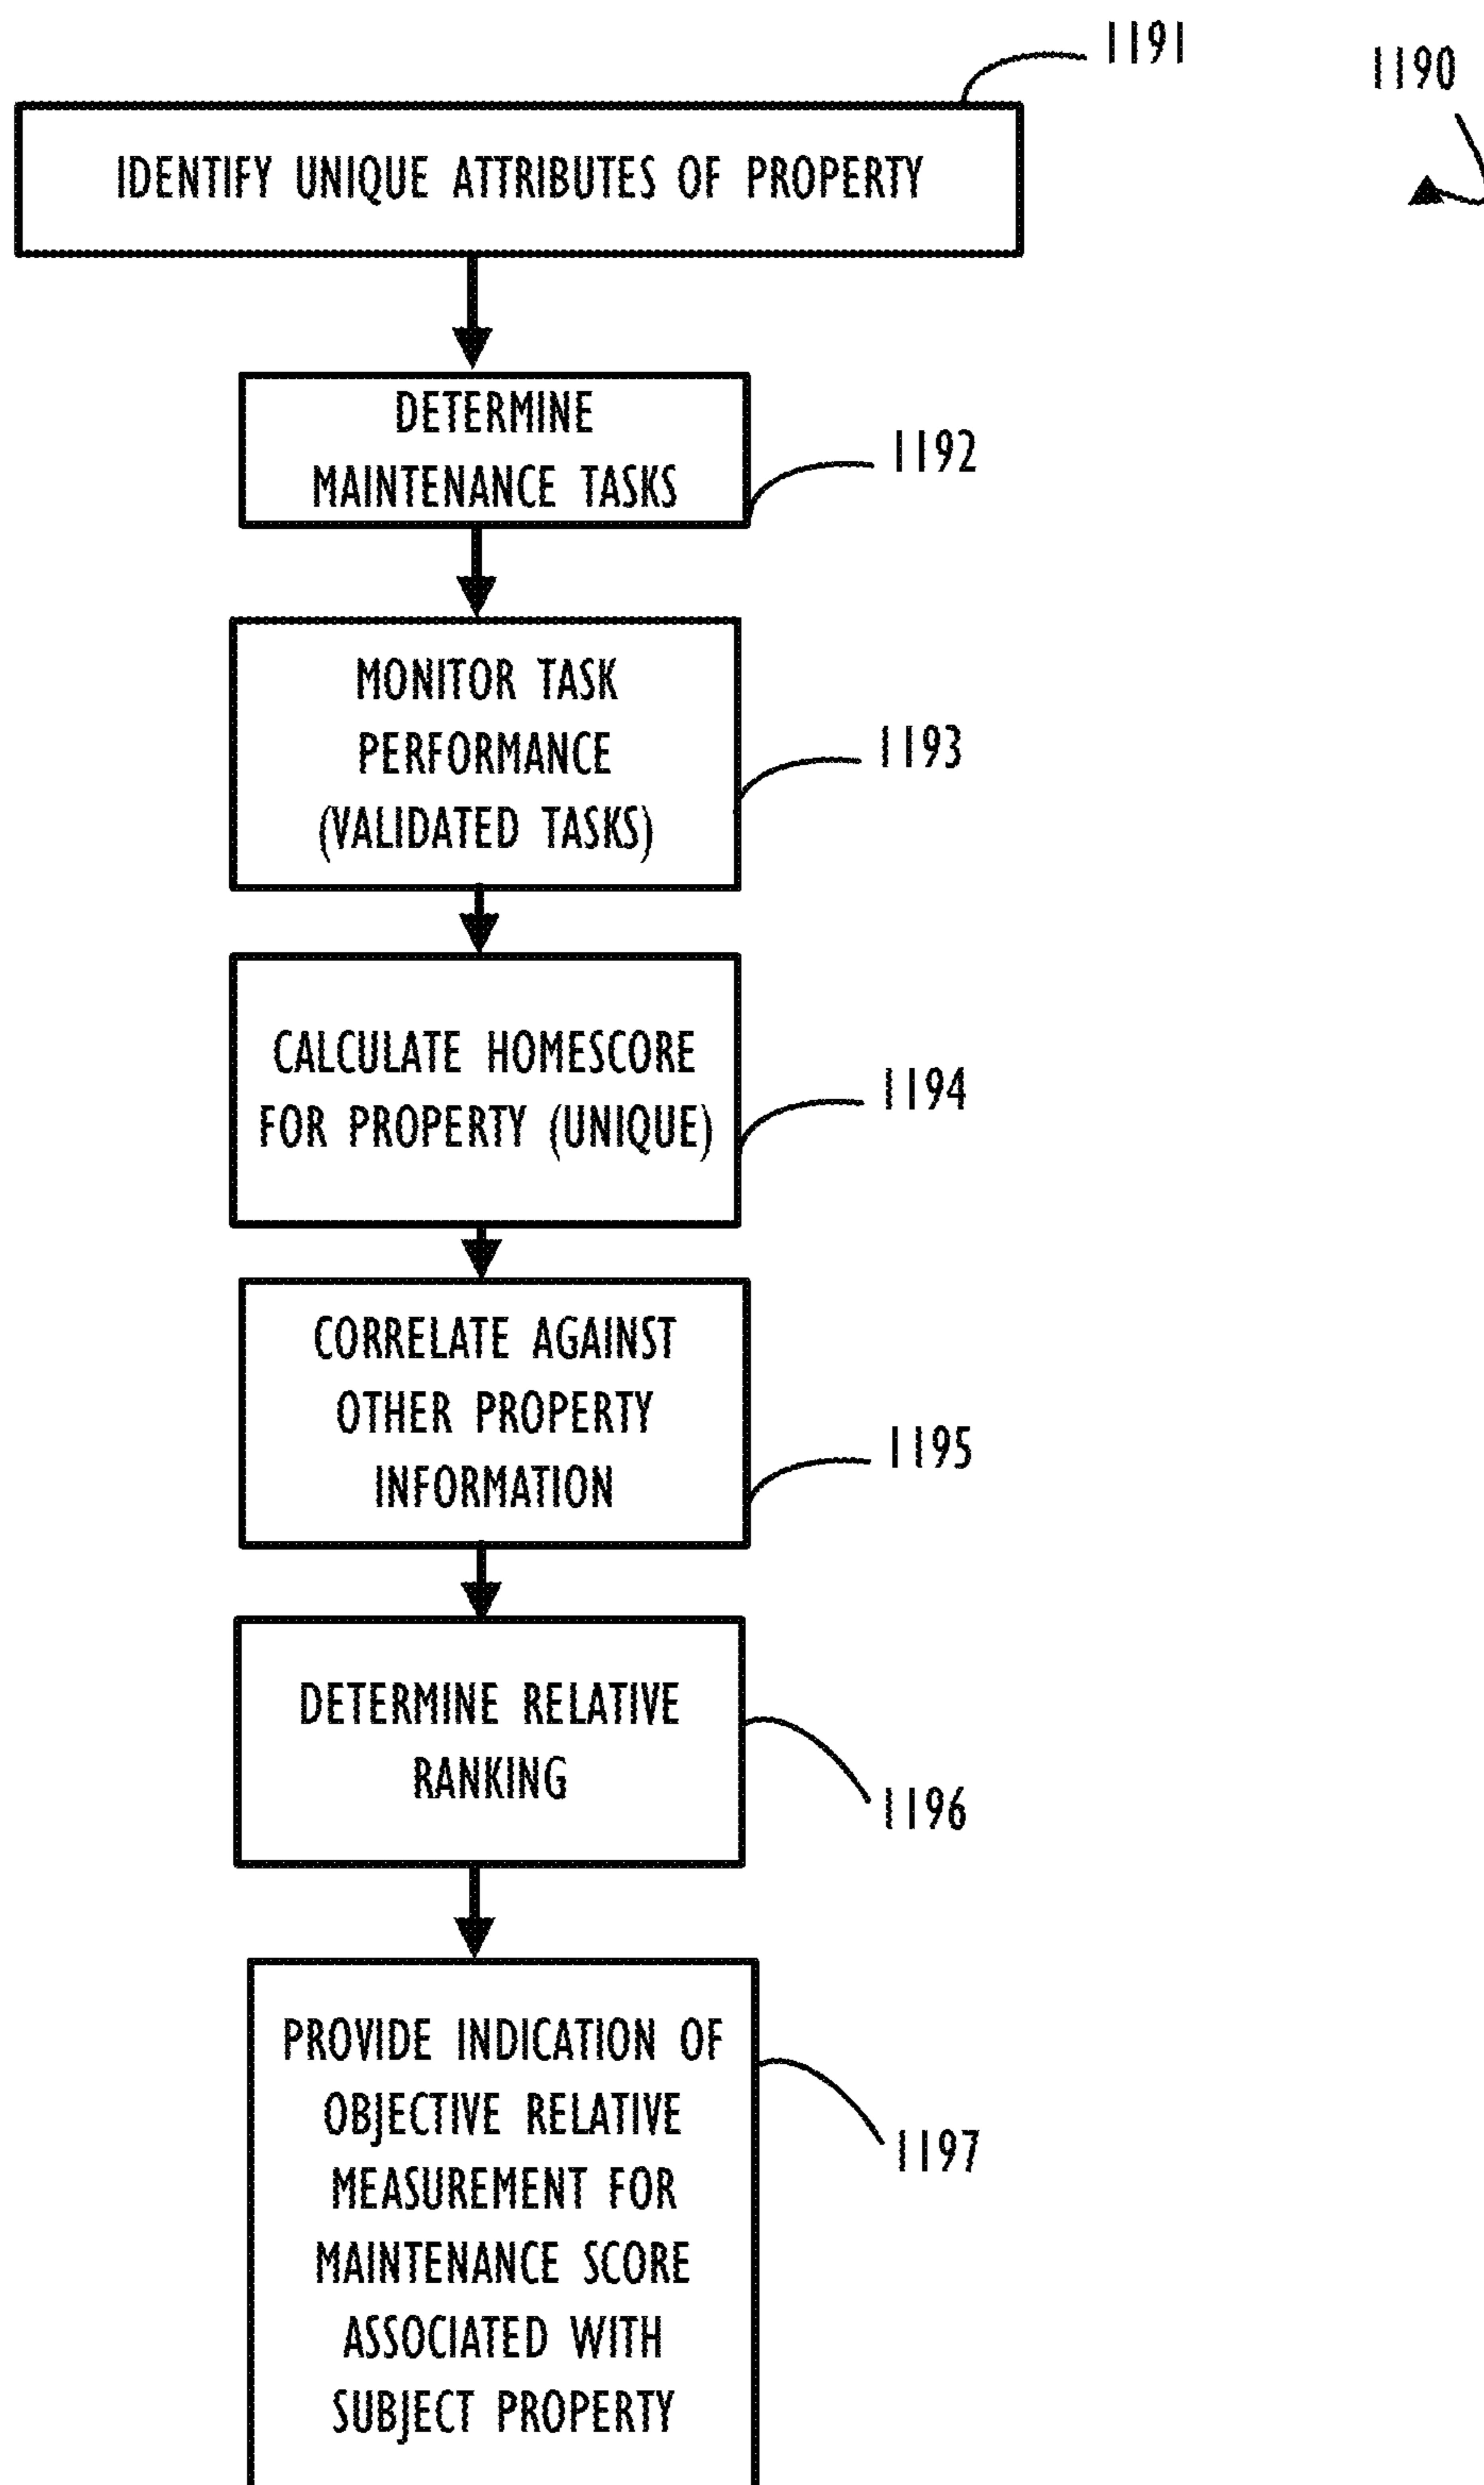 1191
1190
IDENTIFY UNIQUE ATTRIBUTES OF PROPERTY
DETERMINE
MAINTENANCE TASKS
1192
MONITOR TASK
PERFORMANCE
(VALIDATED TASKS)
1193
CALCULATE HOMESCORE
FOR PROPERTY (UNIQUE)
1194
CORRELATE AGAINST
OTHER PROPERTY
INFORMATION
1195
DETERMINE RELATIVE
RANKING
1196
PROVIDE INDICATION OF
OBJECTIVE RELATIVE
MEASUREMENT FOR
MAINTENANCE SCORE
ASSOCIATED WITH
SUBJECT PROPERTY
1197